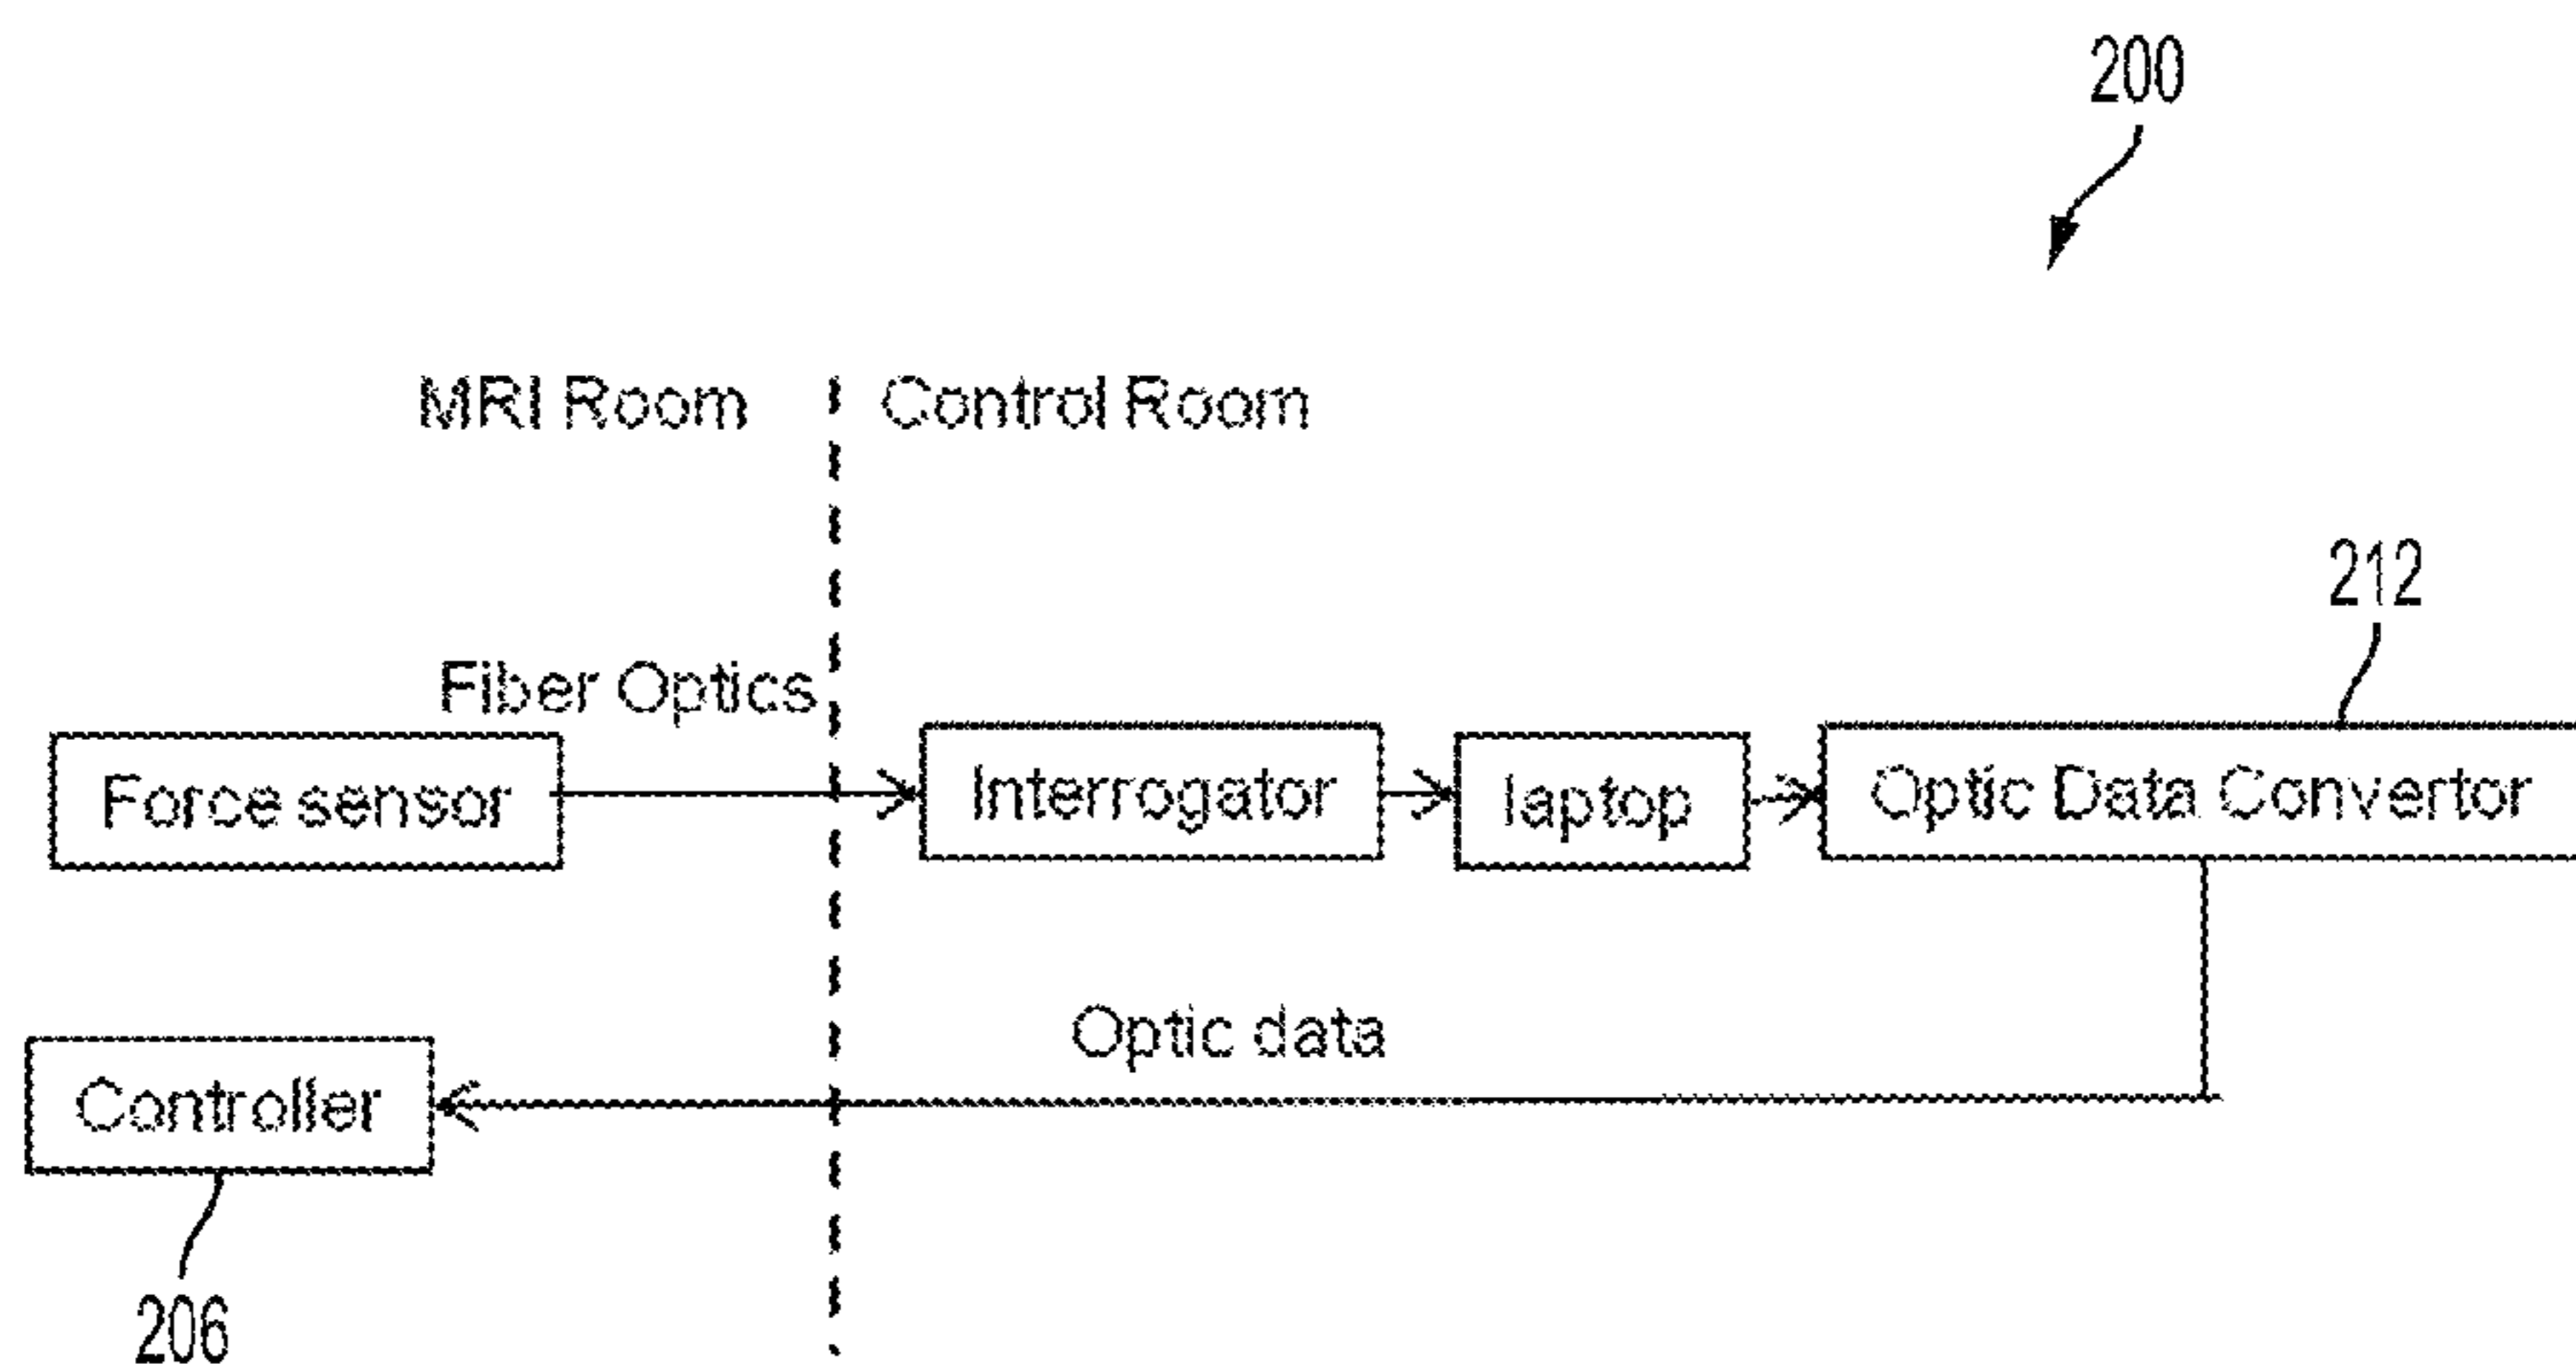 200
MRI Room
Control Room
212
Fiber Optics
Force sensor
Interrogator
laptop
Optic Data Convertor
Optic data
Controller
206